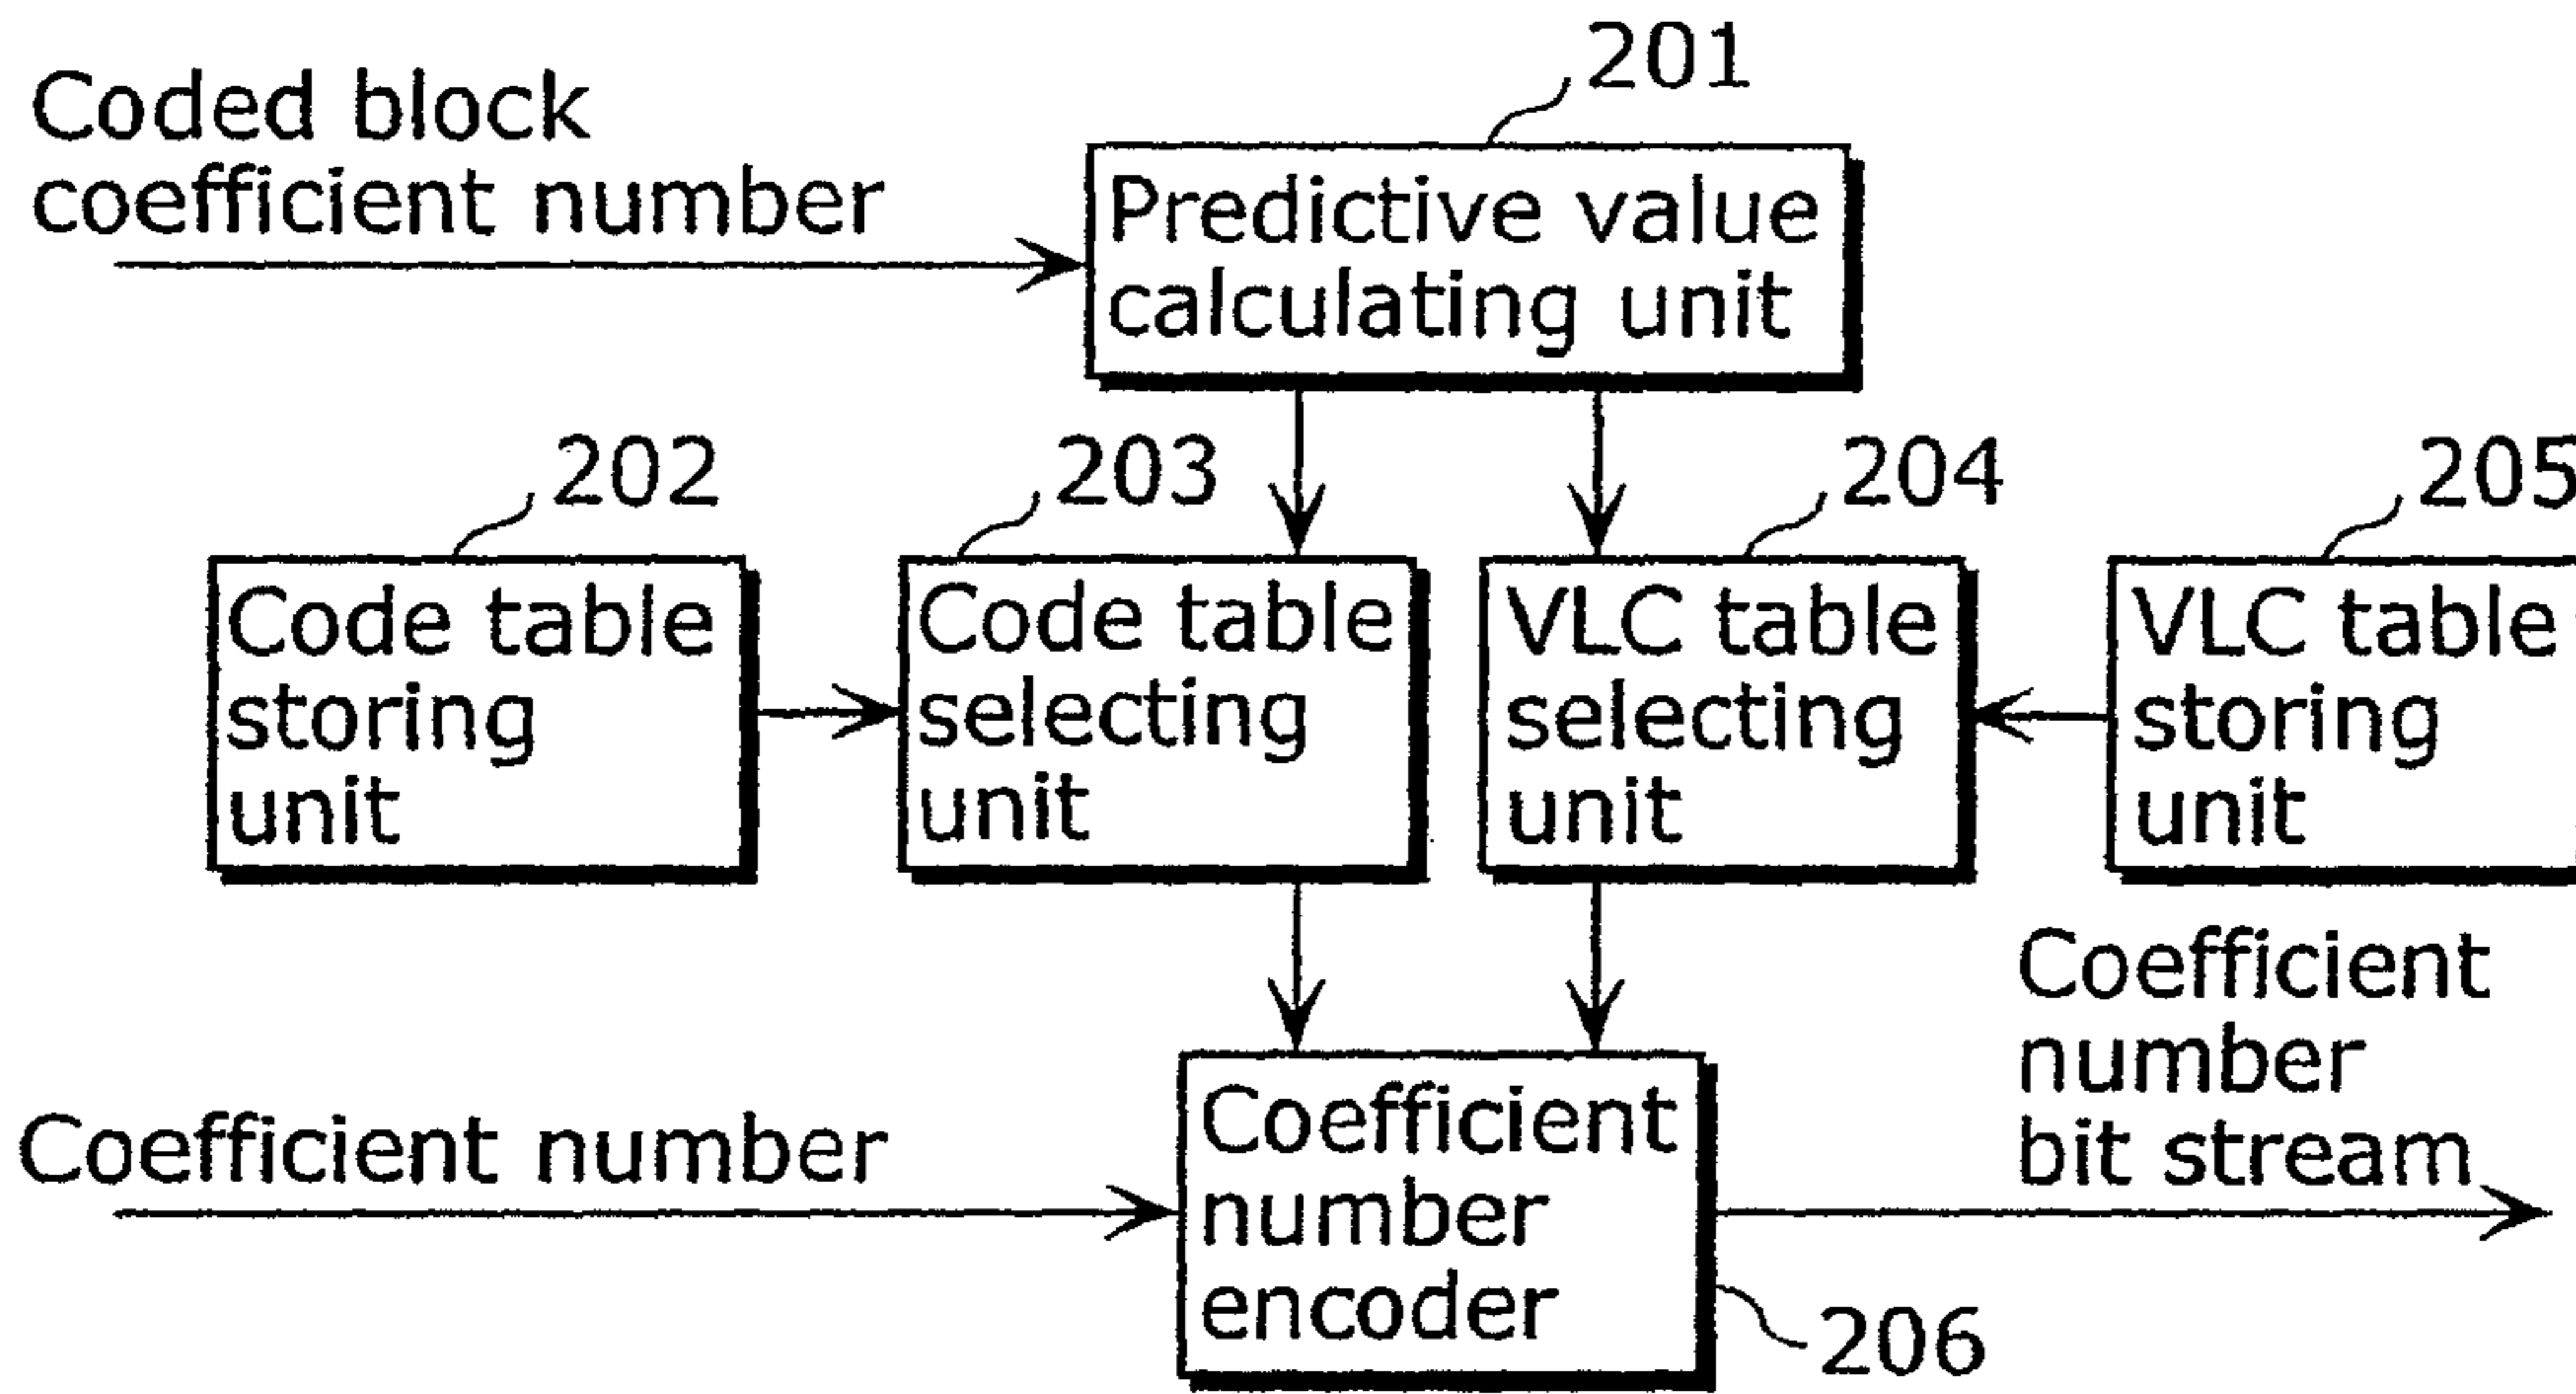 201
Coded block
coefficient number
Predictive value
calculating unit
202
203
204
205
Code table
storing
unit
Code table
selecting
unit
VLC table
selecting
unit
VLC table
storing
unit
Coefficient
number
bit stream
Coefficient number
Coefficient
number
encoder
206